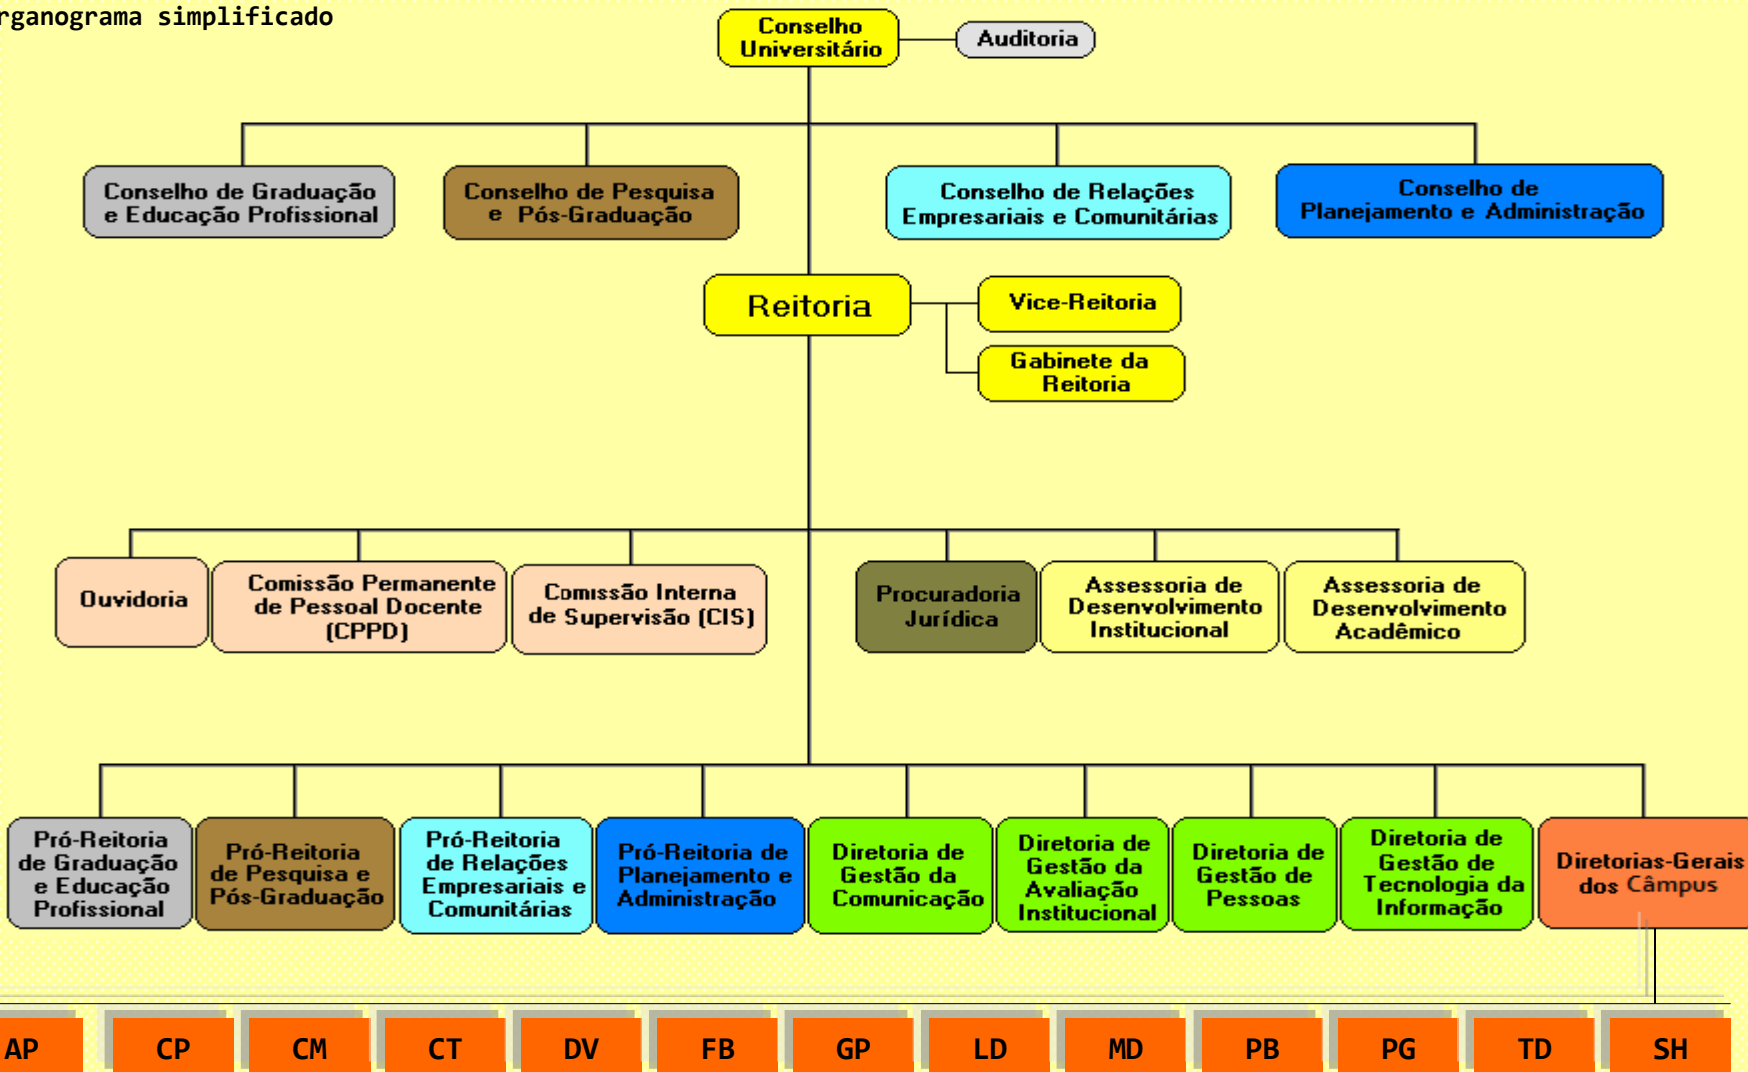 rganograma simplificado
Conselho
Universitário
Auditoria
Conselho de Graduação
e Educação Profissional
Conselho de Pesquisa
e Pós-Graduação
Conselho de Relações
Empresariais e Comunitárias
Conselho de
Planejamento e Administração
Reitoria
Vice-Reitoria
Gabinete da
Reitoria
Ouvidoria
Comissão Permanente
de Pessoal Docente
(CPPD)
Comissão Interna
de Supervisão (CIS)
Procuradoria
Jurídica
Assessoria de
Desenvolvimento
Institucional
Assessoria de
Desenvolvimento
Acadêmico
Pró-Reitoria
de Graduação
e Educação
Profissional
Pró-Reitoria
de Pesquisa e
Pós-Graduação
Pró-Reitoria
de Relações
Empresariais e
Comunitárias
Pró-Reitoria de
Planejamento e
Administração
Diretoria de
Gestão da
Comunicação
Diretoria de
Gestão da
Avaliação
Institucional
Diretoria de
Gestão de
Pessoas
Diretoria de
Gestão de
Tecnologia da
Informação
Diretorias-Gerais
dos Câmpus
AP
CP
CM
CT
DV
FB
GP
LD
MD
PB
PG
TD
SH